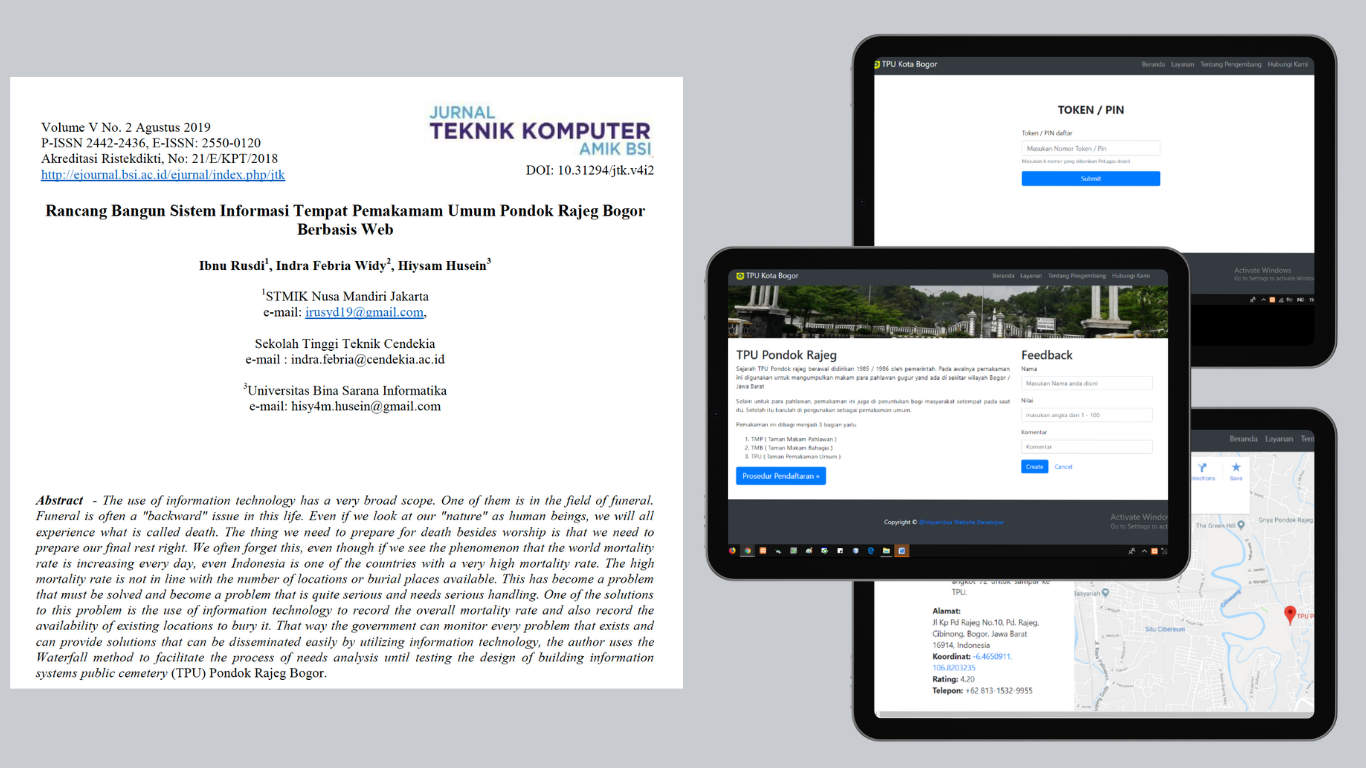 Volume V No. 2 Agustus 2019
P-ISSN 2442-2436, E-ISSN: 2550-0120
Akreditasi Ristekdikti, No: 21/E/KPT/2018
http://ejournal.bsi.ac.id/ejurnal/index.php/jtk
JURNAL
TEKNIK KOMPUTER
AMIK BSI
DOI: 10.31294/jtk.v4i2
Rancang Bangun Sistem Informasi Tempat Pemakamam Umum Pondok Rajeg Bogor
Berbasis Web
Ibnu Rusdi1, Indra Febria Widy2, Hiysam Husein3
1STMIK Nusa Mandiri Jakarta
e-mail: irusyd19@gmail.com,
Sekolah Tinggi Teknik Cendekia
e-mail : indra.febria@cendekia.ac.id
3Universitas Bina Sarana Informatika
e-mail: hisy4m.husein@gmail.com
Abstract - The use of information technology has a very broad scope. One of them is in the field of funeral.
Funeral is often a "backward" issue in this life. Even if we look at our "nature" as human beings, we will all
experience what is called death. The thing we need to prepare for death besides worship is that we need to
prepare our final rest right. We often forget this, even though if we see the phenomenon that the world mortality
rate is increasing every day, even Indonesia is one of the countries with a very high mortality rate. The high
mortality rate is not in line with the number of locations or burial places available. This has become a problem
that must be solved and become a problem that is quite serious and needs serious handling. One of the solutions
to this problem is the use of information technology to record the overall mortality rate and also record the
availability of existing locations to bury it. That way the government can monitor every problem that exists and
can provide solutions that can be disseminated easily by utilizing information technology, the author uses the
Waterfall method to facilitate the process of needs analysis until testing the design of building information
systems public cemetery (TPU) Pondok Rajeg Bogor.
TPU Kota Bogor
Beranda Layanan Tentang Pengembang Hubungi Kami
TOKEN / PIN
Token / PIN daftar
Masukan Nomor Token / Pin
Masukan 6 nomor yang diberikan Petugas disini!
Submit
Activate Windows
Go to Settings to activate Windo
TPU Kota Bogor
Beranda Layanan Tentang Pengembang Hubungi Kami
TPU Pondok Rajeg
Sejarah TPU Pondok rajeg berawal didirikan 1985 / 1986 oleh pemerintah. Pada awalnya pemakaman
ini digunakan untuk mengumpulkan makam para pahlawan gugur yang ada di sekitar wilayah Bogor /
Jawa Barat
Selain untuk para pahlawan, pemakaman ini juga di peruntukan bagi masyarakat setempat pada saat
itu. Setelah itu barulah di pergunakan sebagai pemakaman umum.
Pemakaman ini dibagi menjadi 3 bagian yaitu
1. TMP ( Taman Makam Pahlawan )
2. TMB ( Taman Makam Bahagia )
3. TPU ( Taman Pemakaman Umum )
Prosedur Pendaftaran »
Feedback
Nama
Masukan Nama anda disini
Nilai
masukan angka dari 1 - 100
Komentar
Komentar
Create Cancel
Copyright ©
Website Developer
Activate Windo
Go to Settings to act
Beranda Layanan Tent
Save
The Green Hill
Griya Pondok Rajeg
angkot 72 untuk sampai ke
TPU.
Alamat:
Jl Kp Pd Rajeg No.10, Pd. Rajeg,
Cibinong, Bogor, Jawa Barat
16914, Indonesia
Koordinat: -6.4650911,
106.8203235
Rating: 4.20
Telepon: +62 813-1532-9955
Situ Cibeureum
Ciliwung
TPU P